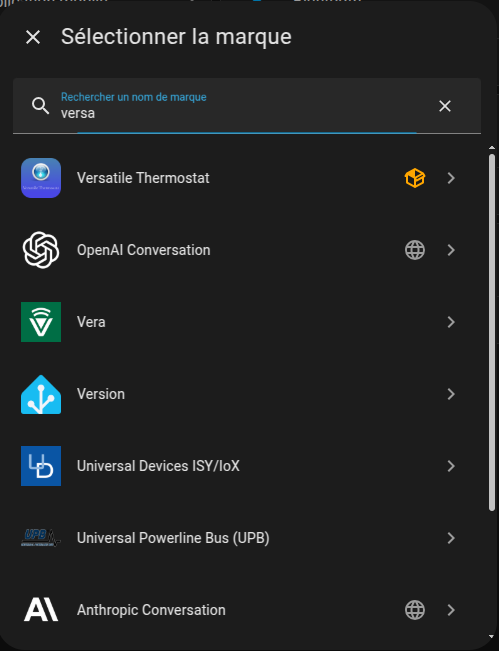 Sélectionner la marque
Rechercher un nom de marque
versa
Versatile Thermostat
OpenAI Conversation
Vera
Version
Universal Devices ISY/IoX
UPB
Universal Powerline Bus (UPB)
Anthropic Conversation